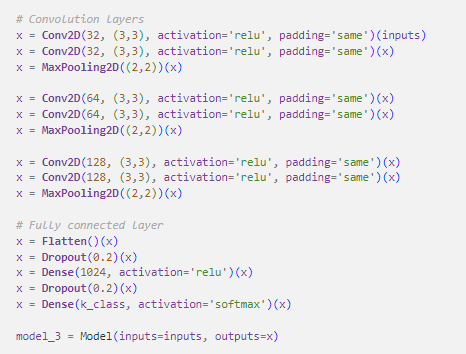 # Convolution layers
x = Conv2D(32, (3,3), activation='relu', padding='same')(inputs)
x = Conv2D(32, (3,3), activation='relu', padding='same')(x)
x = MaxPooling2D((2,2))(x)

x = Conv2D(64, (3,3), activation='relu', padding='same')(x)
x = Conv2D(64, (3,3), activation='relu', padding='same')(x)
x = MaxPooling2D((2,2))(x)

x = Conv2D(128, (3,3), activation='relu', padding='same')(x)
x = Conv2D(128, (3,3), activation='relu', padding='same')(x)
x = MaxPooling2D((2,2))(x)

# Fully connected layer
x = Flatten()(x)
x = Dropout(0.2)(x)
x = Dense(1024, activation='relu')(x)
x = Dropout(0.2)(x)
x = Dense(k_class, activation='softmax')(x)

model_3 = Model(inputs=inputs, outputs=x)